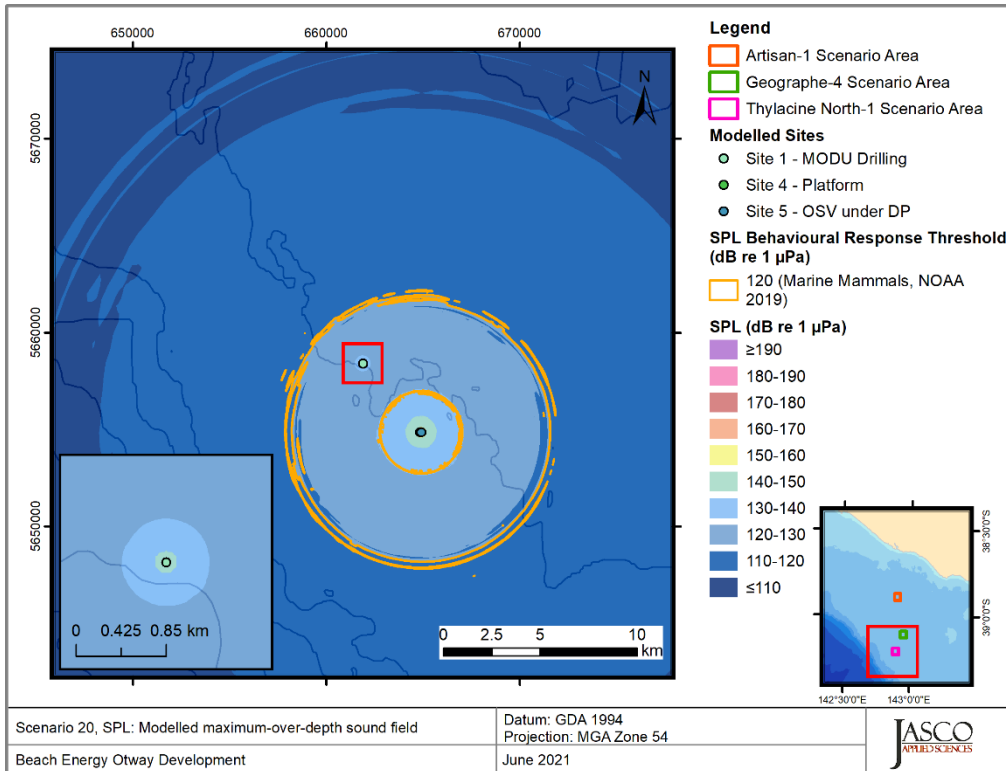 650000
660000
670000
5670000
5660000
5650000
N
0 0.425 0.85 km
0 2.5 5 10
km
Legend
Artisan-1 Scenario Area
Geographe-4 Scenario Area
Thylacine North-1 Scenario Area
Modelled Sites
Site 1 - MODU Drilling
Site 4 - Platform
Site 5 - OSV under DP
SPL Behavioural Response Threshold
(dB re 1 µPa)
120 (Marine Mammals, NOAA
2019)
SPL (dB re 1 µPa)
≥190
180-190
170-180
160-170
150-160
140-150
130-140
120-130
110-120
≤110
38°30'0"S
39°0'0"S
142°30'0"E
143°0'0"E
Scenario 20, SPL: Modelled maximum-over-depth sound field
Datum: GDA 1994
Projection: MGA Zone 54
Beach Energy Otway Development
June 2021
JASCO
APPLIED SCIENCES